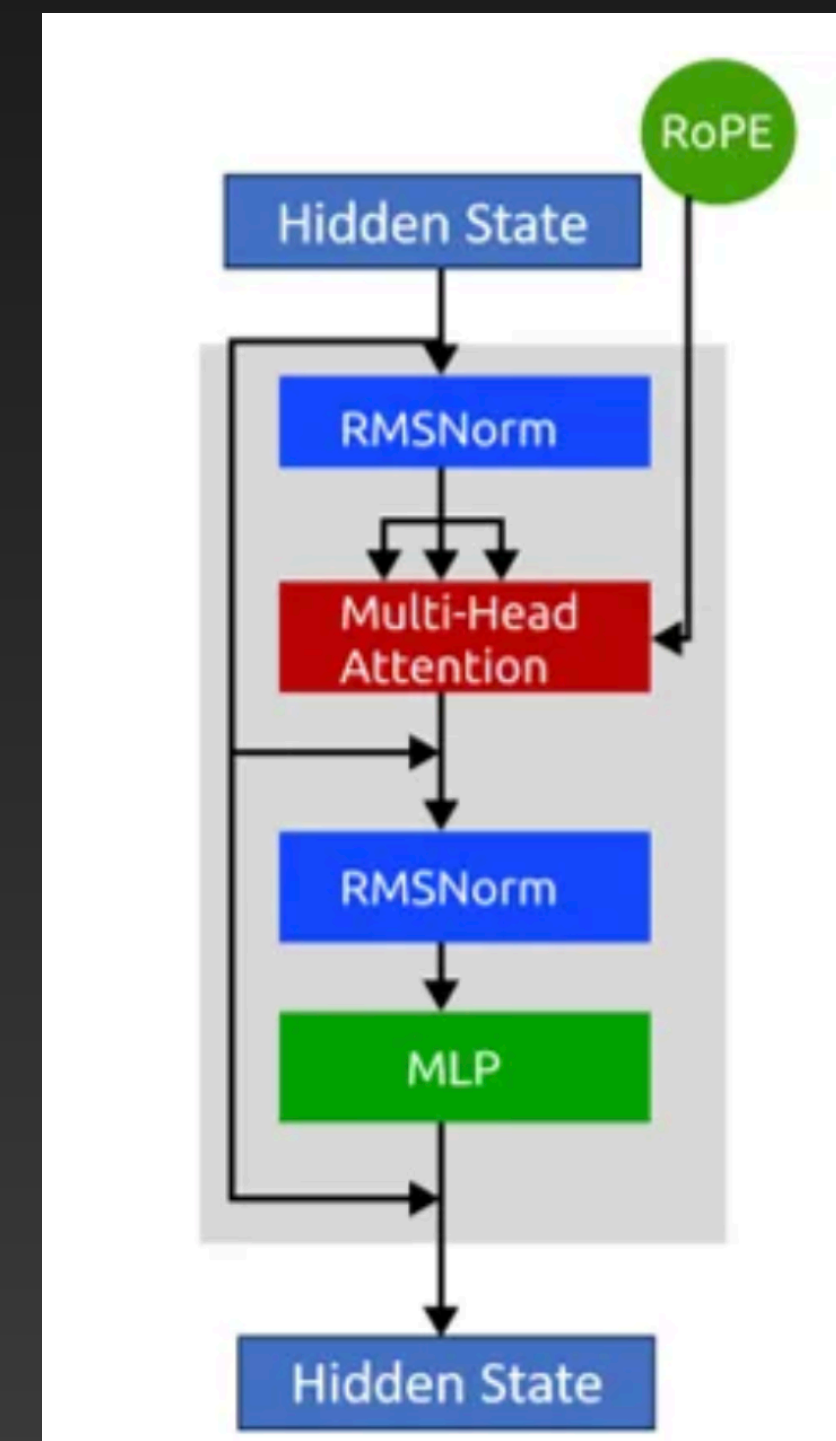 RoPE
Hidden State
RMSNorm
Multi-Head
Attention
RMSNorm
MLP
Hidden State